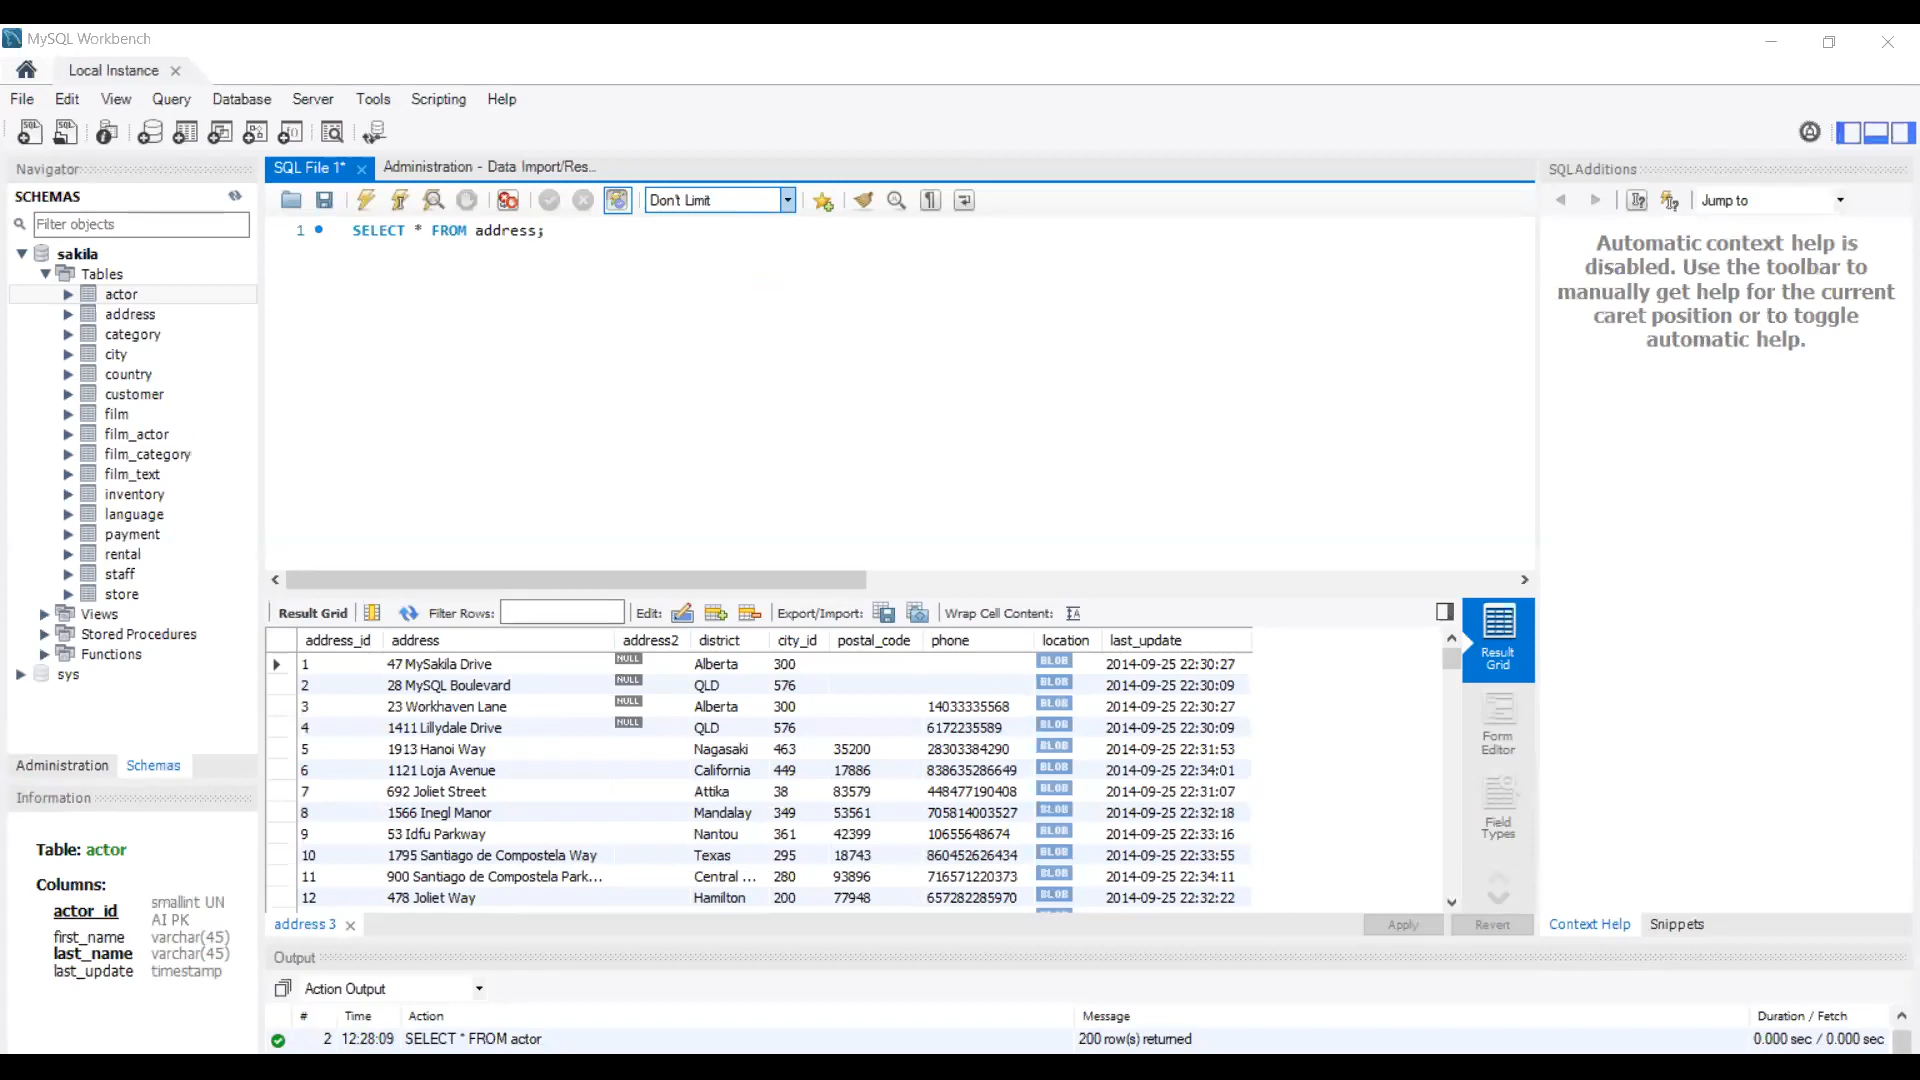 MySQL Workbench
Local Instance
File Edit View Query Database Server Tools Scripting Help
Navigator
SCHEMAS
Filter objects
sakila
Tables
actor
address
category
city
country
customer
film
film_actor
film_category
film_text
inventory
language
payment
rental
staff
store
Views
Stored Procedures
Functions
sys
Administration Schemas
Information
Table: actor
Columns:
actor_id smallint UN AI PK
first_name varchar(45)
last_name varchar(45)
last_update timestamp
SQL File 1* Administration - Data Import/Res...
Don't Limit
1 SELECT * FROM address;
Result Grid Filter Rows: Edit: Export/Import: Wrap Cell Content:
address_id address address2 district city_id postal_code phone location last_update
1 47 MySakila Drive NULL Alberta 300 BLOB 2014-09-25 22:30:27
2 28 MySQL Boulevard NULL QLD 576 BLOB 2014-09-25 22:30:09
3 23 Workhaven Lane NULL Alberta 300 14033335568 BLOB 2014-09-25 22:30:27
4 1411 Lillydale Drive NULL QLD 576 6172235589 BLOB 2014-09-25 22:30:09
5 1913 Hanoi Way Nagasaki 463 35200 28303384290 BLOB 2014-09-25 22:31:53
6 1121 Loja Avenue California 449 17886 838635286649 BLOB 2014-09-25 22:34:01
7 692 Joliet Street Attika 38 83579 448477190408 BLOB 2014-09-25 22:31:07
8 1566 Inegl Manor Mandalay 349 53561 705814003527 BLOB 2014-09-25 22:32:18
9 53 Idfu Parkway Nantou 361 42399 10655648674 BLOB 2014-09-25 22:33:16
10 1795 Santiago de Compostela Way Texas 295 18743 860452626434 BLOB 2014-09-25 22:33:55
11 900 Santiago de Compostela Park... Central ... 280 93896 716571220373 BLOB 2014-09-25 22:34:11
12 478 Joliet Way Hamilton 200 77948 657282285970 BLOB 2014-09-25 22:32:22
Result
Grid
Form
Editor
Field
Types
address 3
Apply Revert
Output
Action Output
# Time Action Message Duration / Fetch
2 12:28:09 SELECT * FROM actor 200 row(s) returned 0.000 sec / 0.000 sec
SQLAdditions
Jump to
Automatic context help is
disabled. Use the toolbar to
manually get help for the current
caret position or to toggle
automatic help.
Context Help Snippets